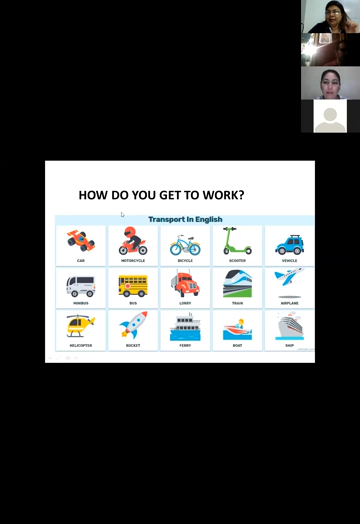 HOW DO YOU GET TO WORK?
Transport In English
CAR MOTORCYCLE BICYCLE SCOOTER VEHICLE
MINIBUS BUS LORRY TRAIN AIRPLANE
HELICOPTER ROCKET FERRY BOAT SHIP